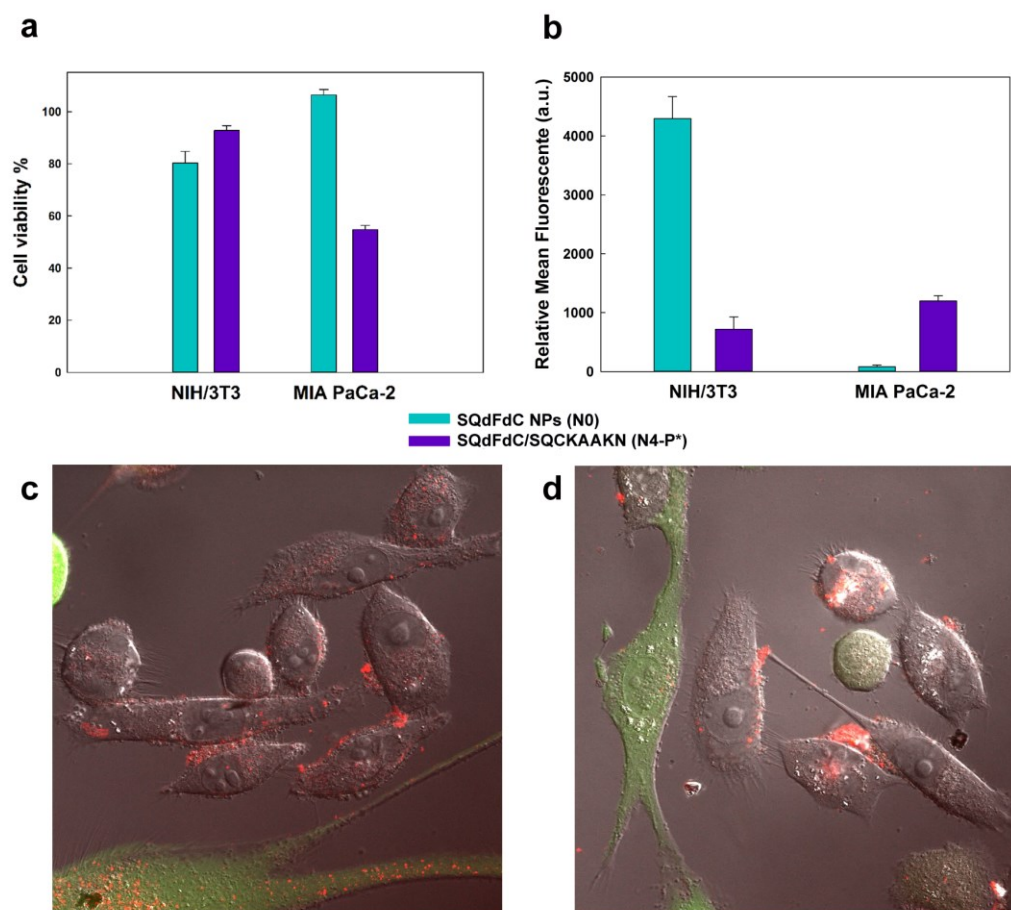 a
b
Cell viability %
100
80
60
40
20
0
NIH/3T3 MIA PaCa-2
Relative Mean Fluorescente (a.u.)
5000
4000
3000
2000
1000
0
NIH/3T3 MIA PaCa-2
SQdFdC NPs (N0)
SQdFdC/SQCKAAKN (N4-P*)
c
d